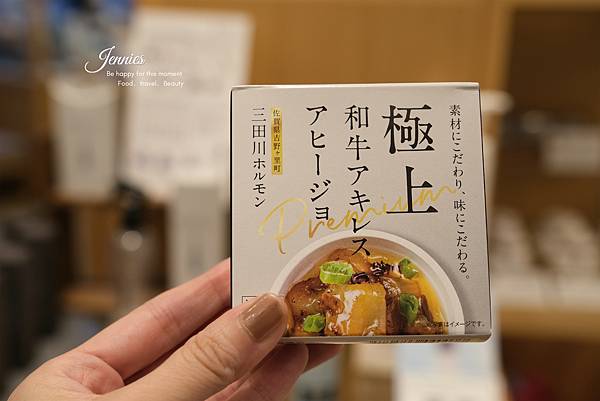 Jennies
Be happy for this moment
Food．travel．Beauty
素材にこだわり、味にこだわる。
極上
Premium
和牛アキレス
アヒージョ
佐賀県吉野ヶ里町
三田川ホルモン
※写真はイメージです。